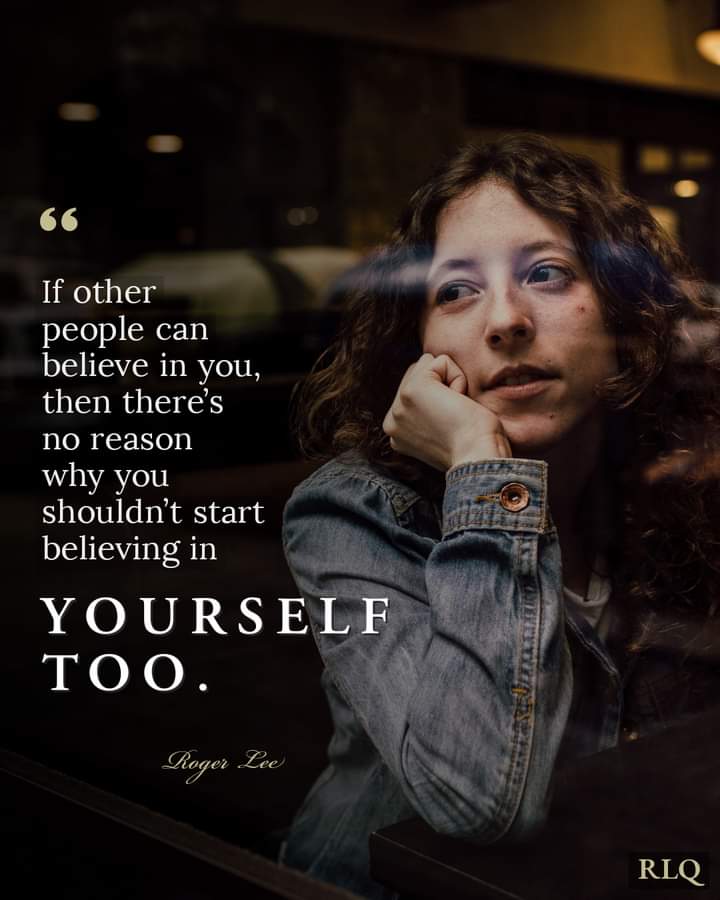 “
If other
people can
believe in you,
then there’s
no reason
why you
shouldn’t start
believing in
YOURSELF
TOO.
Roger Lee
RLQ